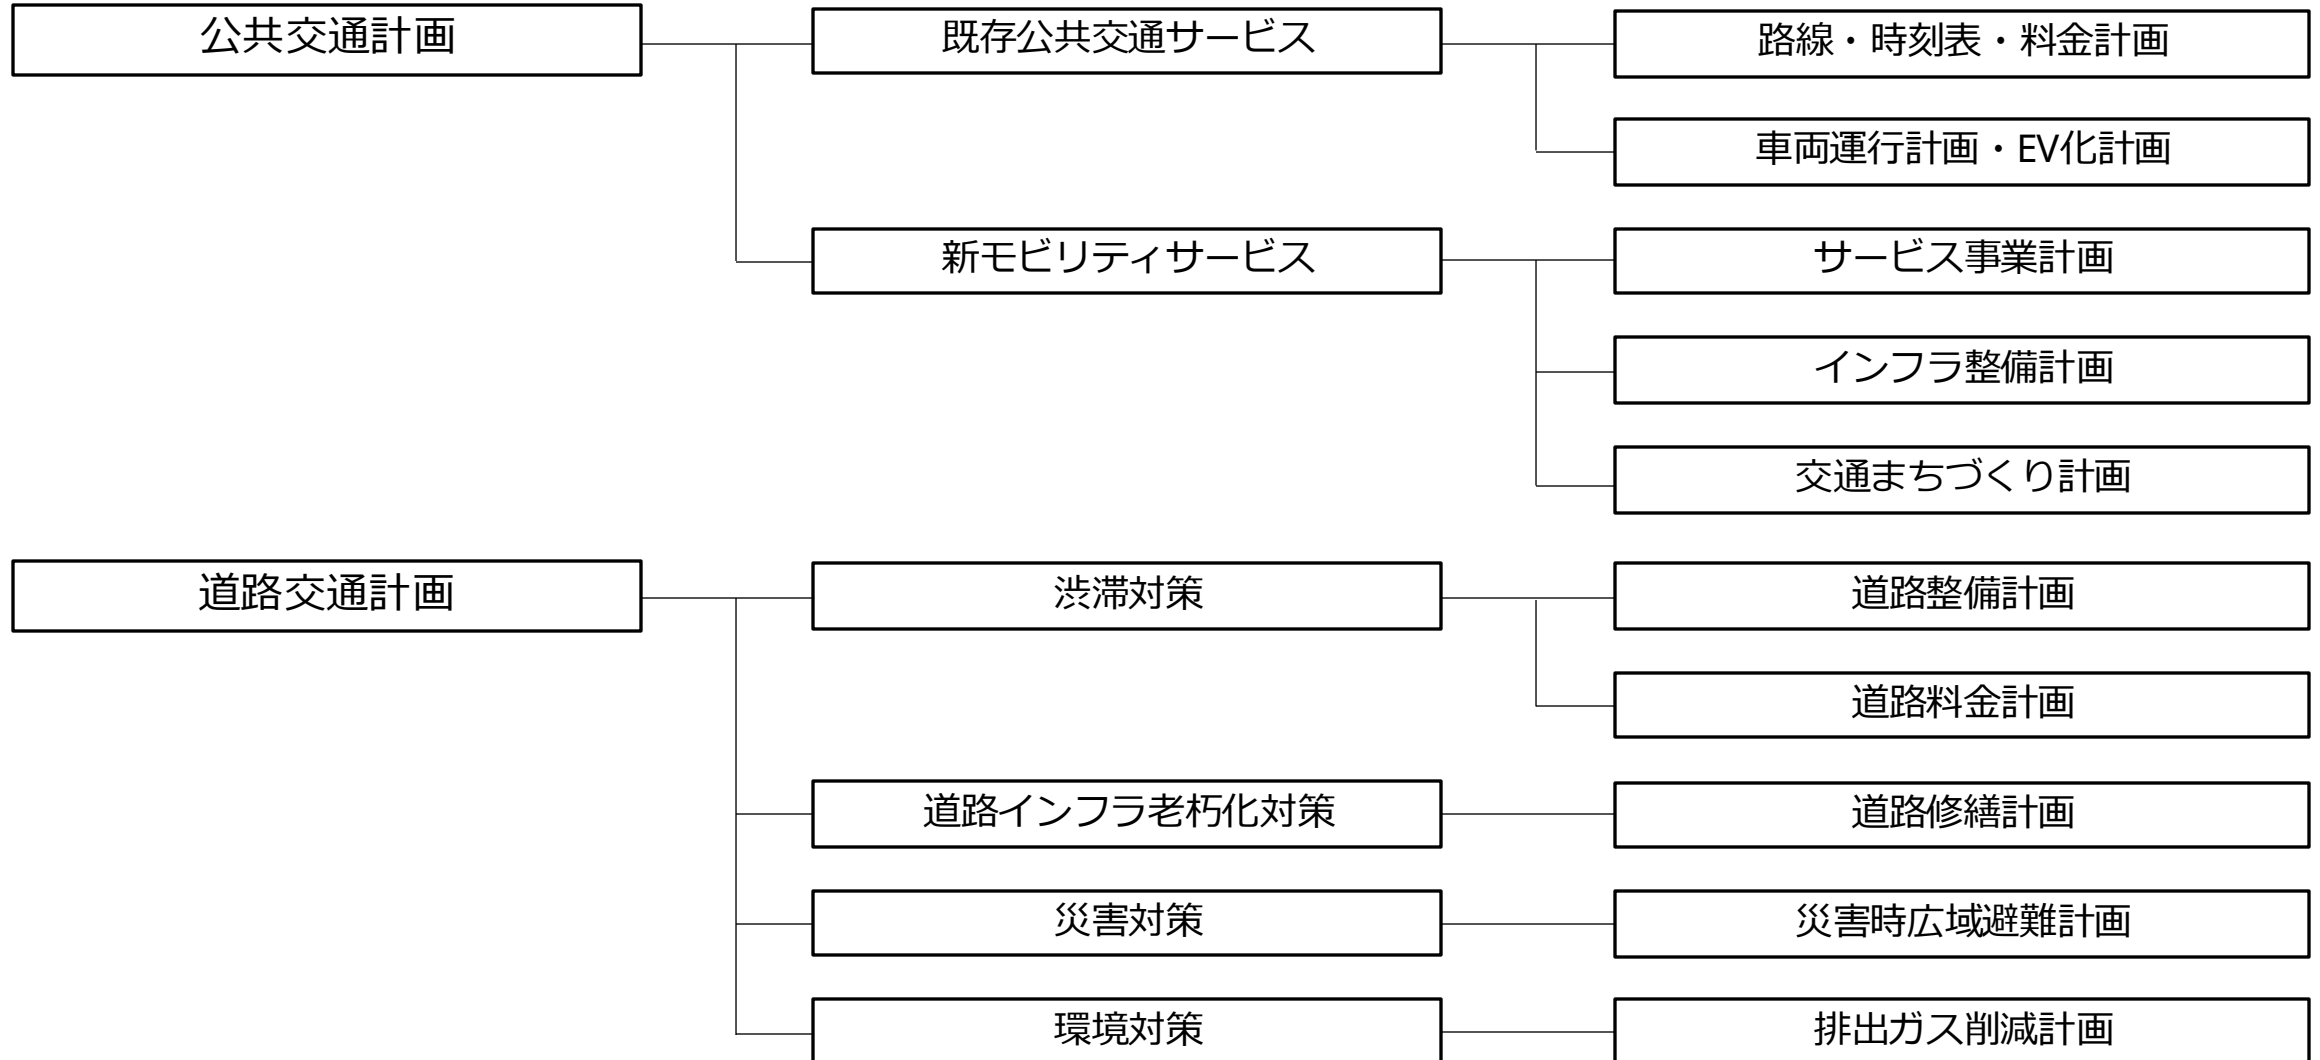 公共交通計画
既存公共交通サービス
路線・時刻表・料金計画
車両運行計画・EV化計画
新モビリティサービス
サービス事業計画
インフラ整備計画
交通まちづくり計画
道路交通計画
渋滞対策
道路整備計画
道路料金計画
道路インフラ老朽化対策
道路修繕計画
災害対策
災害時広域避難計画
環境対策
排出ガス削減計画